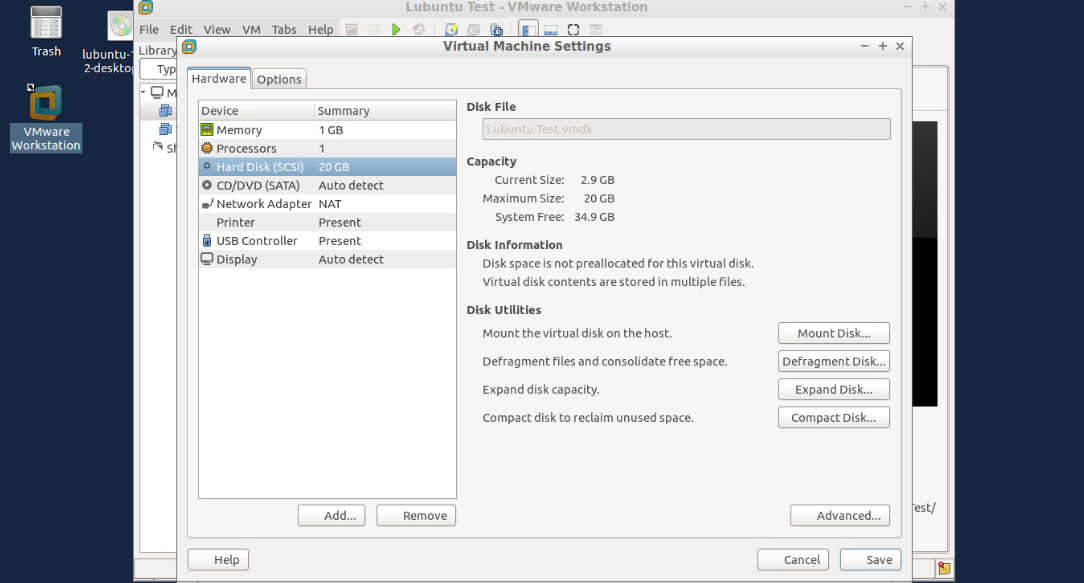 Lubuntu Test - VMware Workstation
Trash
lubuntu-
2-desktop
VMware
Workstation
File Edit View VM Tabs Help
Library
Virtual Machine Settings
Hardware Options
Device Summary
Memory 1 GB
Processors 1
Hard Disk (SCSI) 20 GB
CD/DVD (SATA) Auto detect
Network Adapter NAT
Printer Present
USB Controller Present
Display Auto detect
Add... Remove
Disk File
Lubuntu Test.vmdk
Capacity
Current Size: 2.9 GB
Maximum Size: 20 GB
System Free: 34.9 GB
Disk Information
Disk space is not preallocated for this virtual disk.
Virtual disk contents are stored in multiple files.
Disk Utilities
Mount the virtual disk on the host. Mount Disk...
Defragment files and consolidate free space. Defragment Disk...
Expand disk capacity. Expand Disk...
Compact disk to reclaim unused space. Compact Disk...
Advanced...
Help Cancel Save